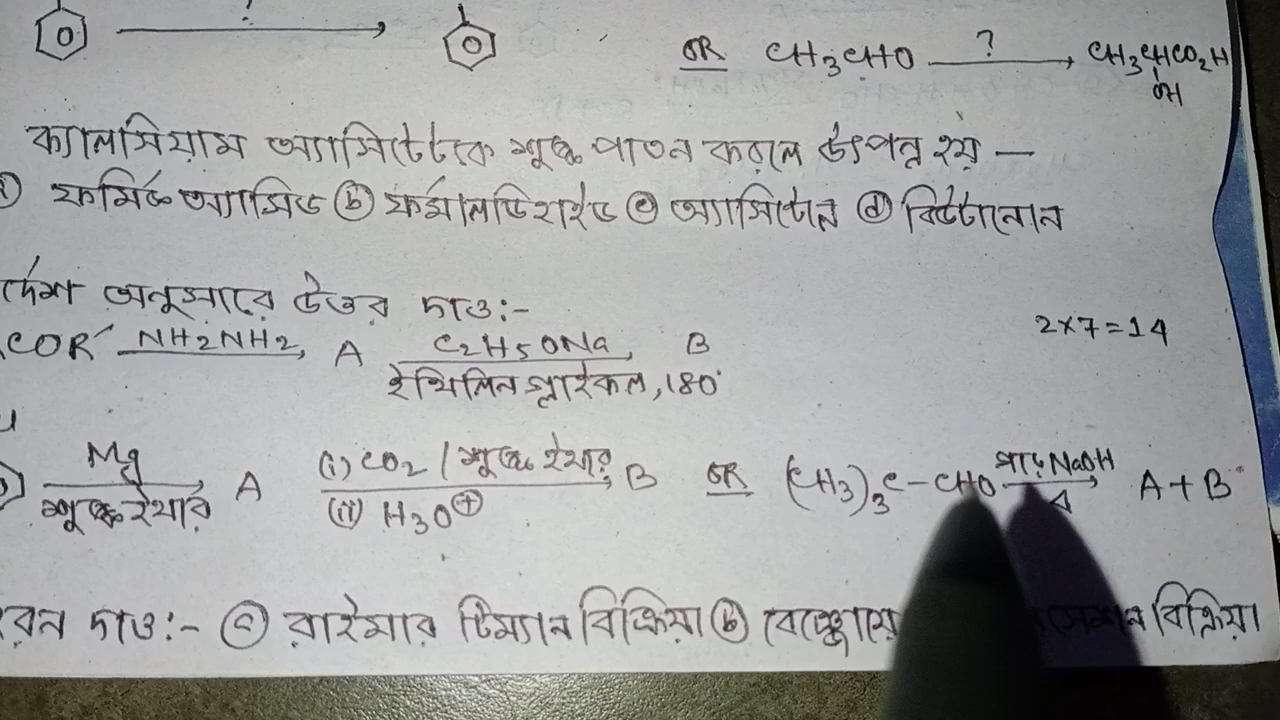 ?
OR CH3CHO ? CH3CHCO2H
OH
ক্যালসিয়াম অ্যাসিটেটকে শুষ্ক পাতন করলে উৎপন্ন হয় —
ফর্মিক অ্যাসিড ⓑ ফর্মালডিহাইড ⓒ অ্যাসিটোন ⓓ বিউটানোন
র্দেশ অনুসারে উত্তর দাও:-
2×7=14
COR′ NH2NH2, A C2H5ONa, B
ইথিলিন গ্লাইকল, 180°
Mg A (i) CO2 / শুষ্ক ইথার, B OR (CH3)3C-CHO গাঢ় NaOH A+B
শুষ্ক ইথার (ii) H3O⊕ Δ
রন দাও:- ⓐ রাইমার টিম্যান বিক্রিয়া ⓑ বিক্রিয়া